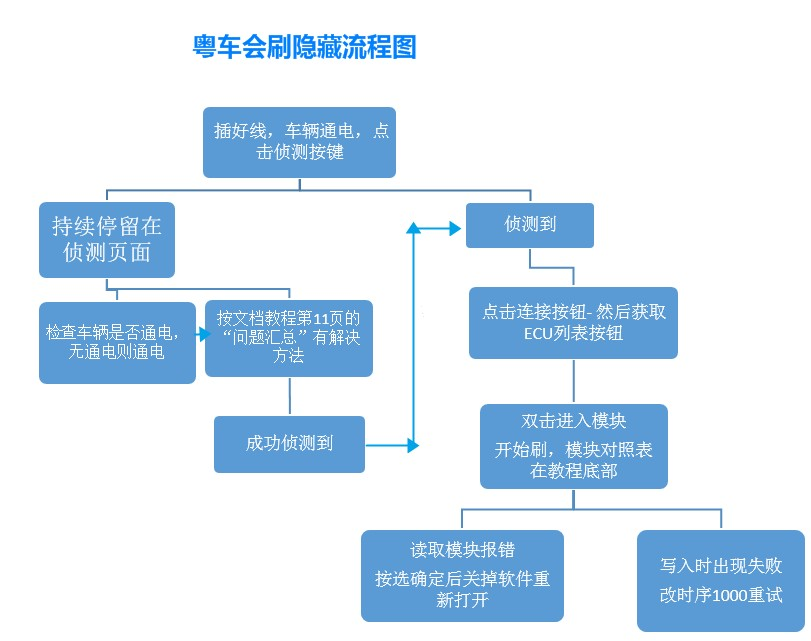 粤车会刷隐藏流程图
插好线，车辆通电，点
击侦测按键
持续停留在
侦测页面
侦测到
检查车辆是否通电，
无通电则通电
按文档教程第11页的
“问题汇总”有解决
方法
点击连接按钮- 然后获取
ECU列表按钮
成功侦测到
双击进入模块
开始刷，模块对照表
在教程底部
读取模块报错
按选确定后关掉软件重
新打开
写入时出现失败
改时序1000重试